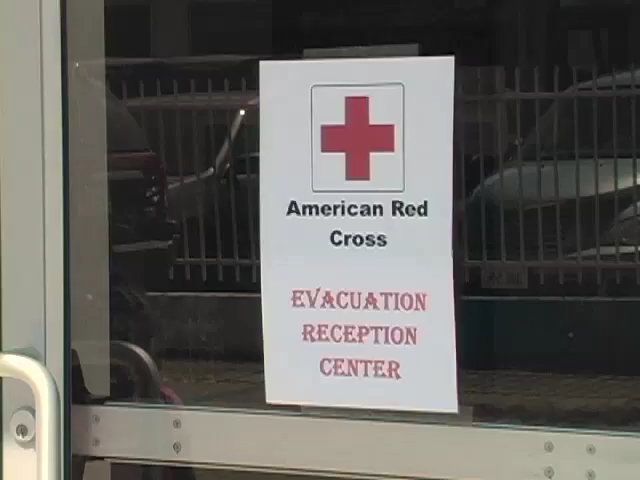 American Red
Cross
EVACUATION
RECEPTION
CENTER